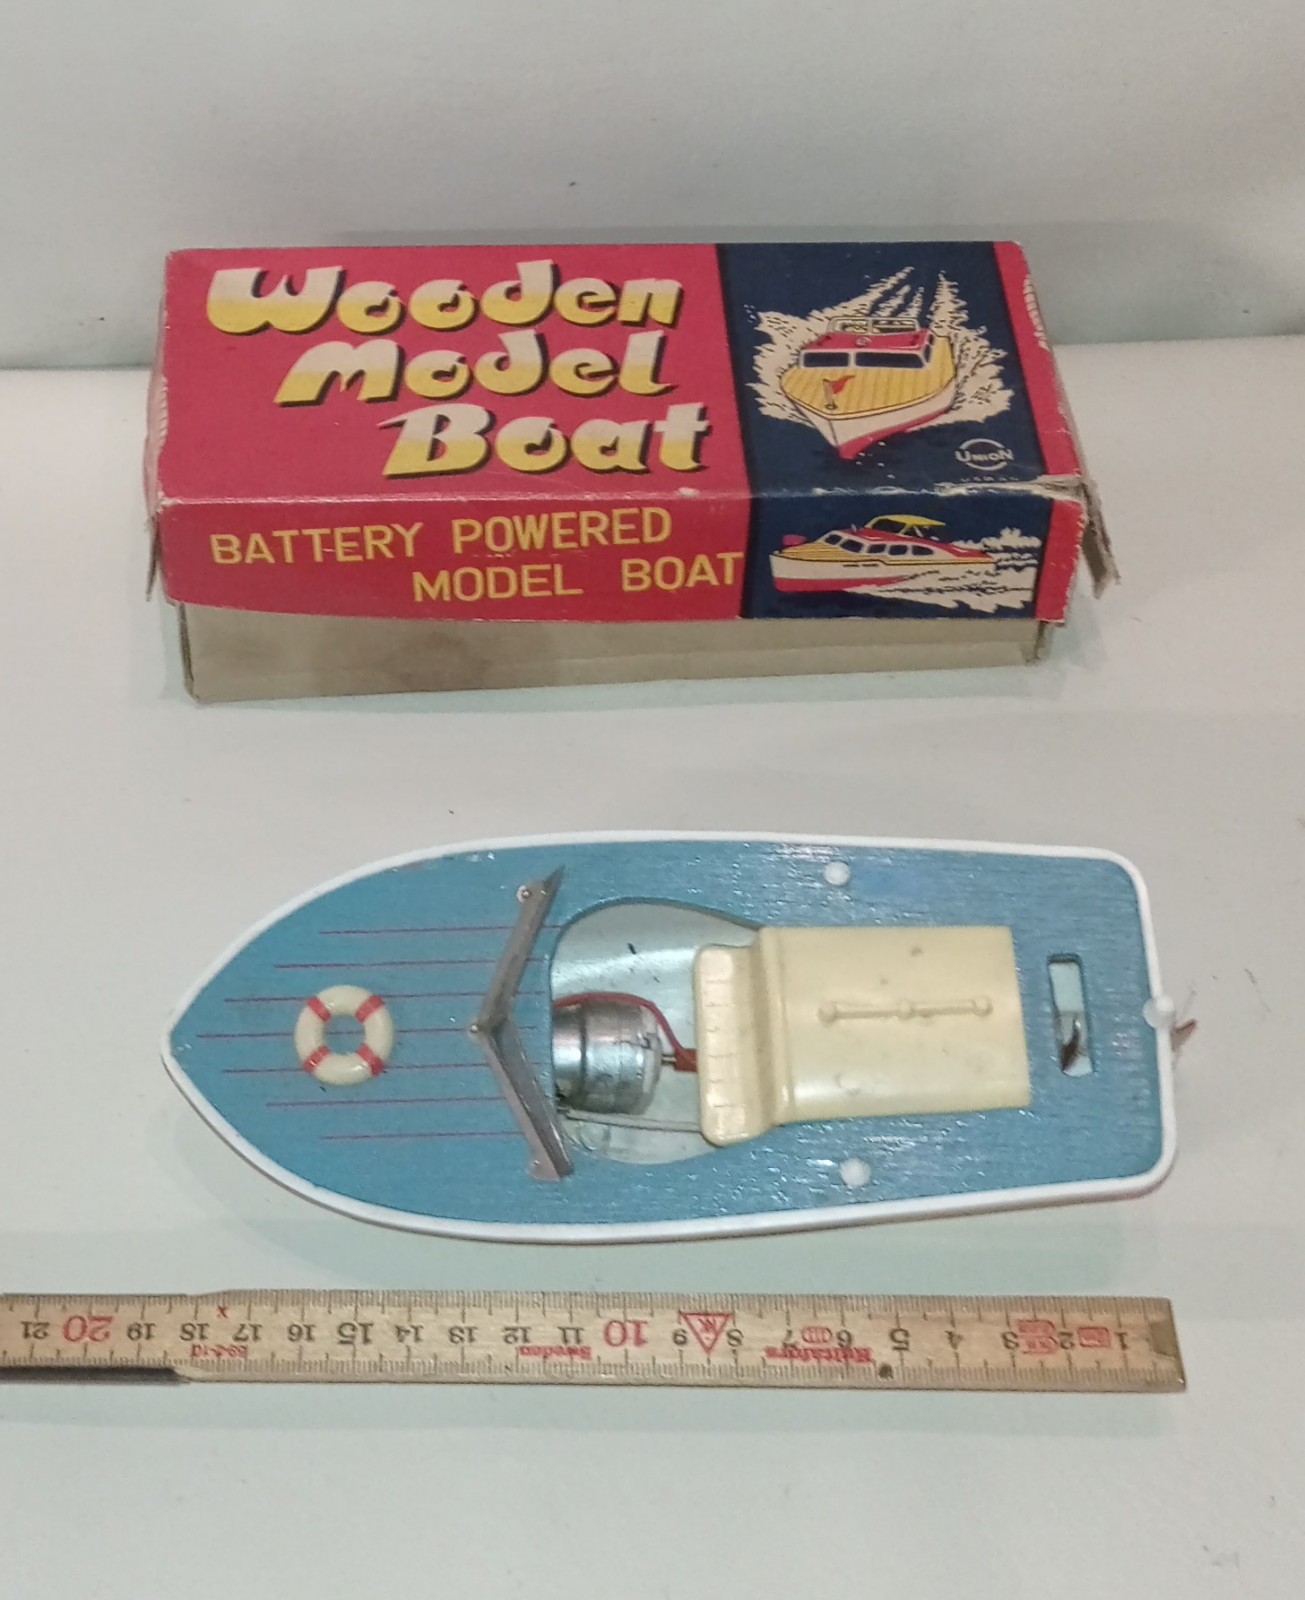 Wooden
Model
Boat
UNION
BATTERY POWERED
MODEL BOAT
21 20 19 18 17 16 15 14 13 12 11 10 9 8 7 6 5 4 3 2 1
Sweden
Hultafors